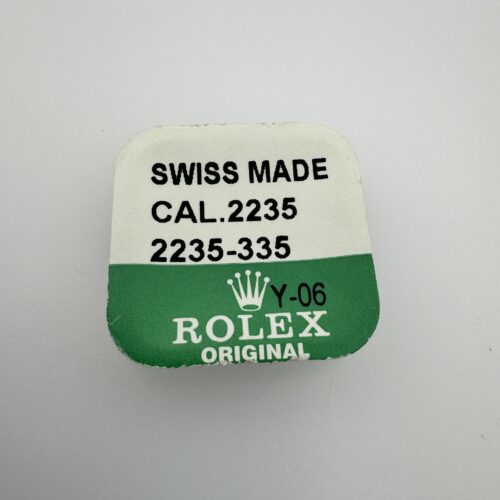 SWISS MADE
CAL.2235
2235-335
Y-06
ROLEX
ORIGINAL